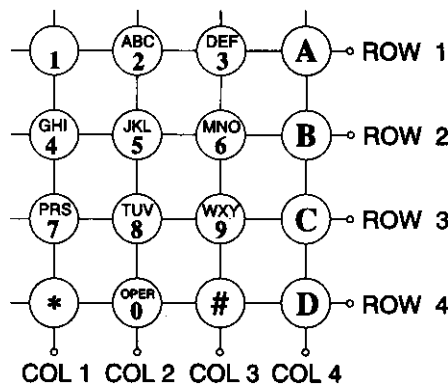 ABC DEF
1 2 3 A ROW 1
GHI JKL MNO
4 5 6 B ROW 2
PRS TUV WXY
7 8 9 C ROW 3
OPER
* 0 # D ROW 4
COL 1 COL 2 COL 3 COL 4